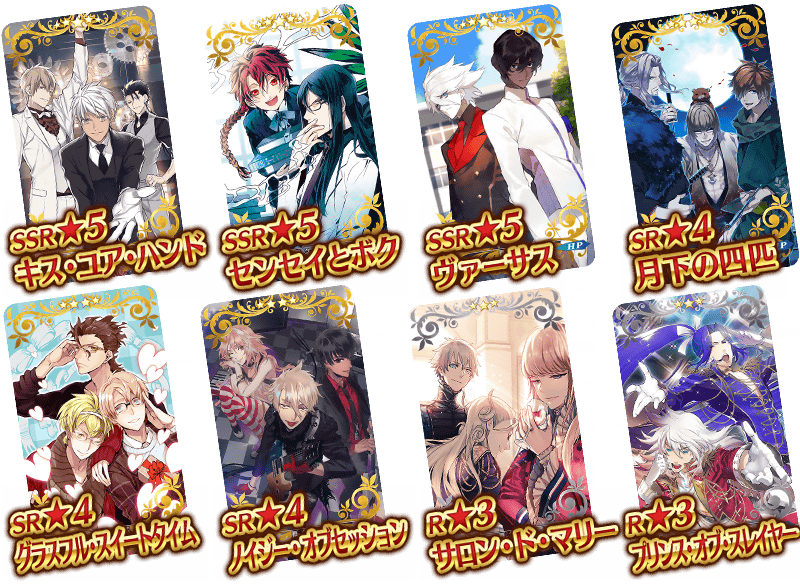 SSR★5
キス・ユア・ハンド
SSR★5
センセイとボク
HP
SSR★5
ヴァーサス
SR★4
月下の四匹
SR★4
グラスフル・スイートタイム
SR★4
ノイジー・オブセッション
R★3
サロン・ド・マリー
R★3
プリンス・オブ・スレイヤー